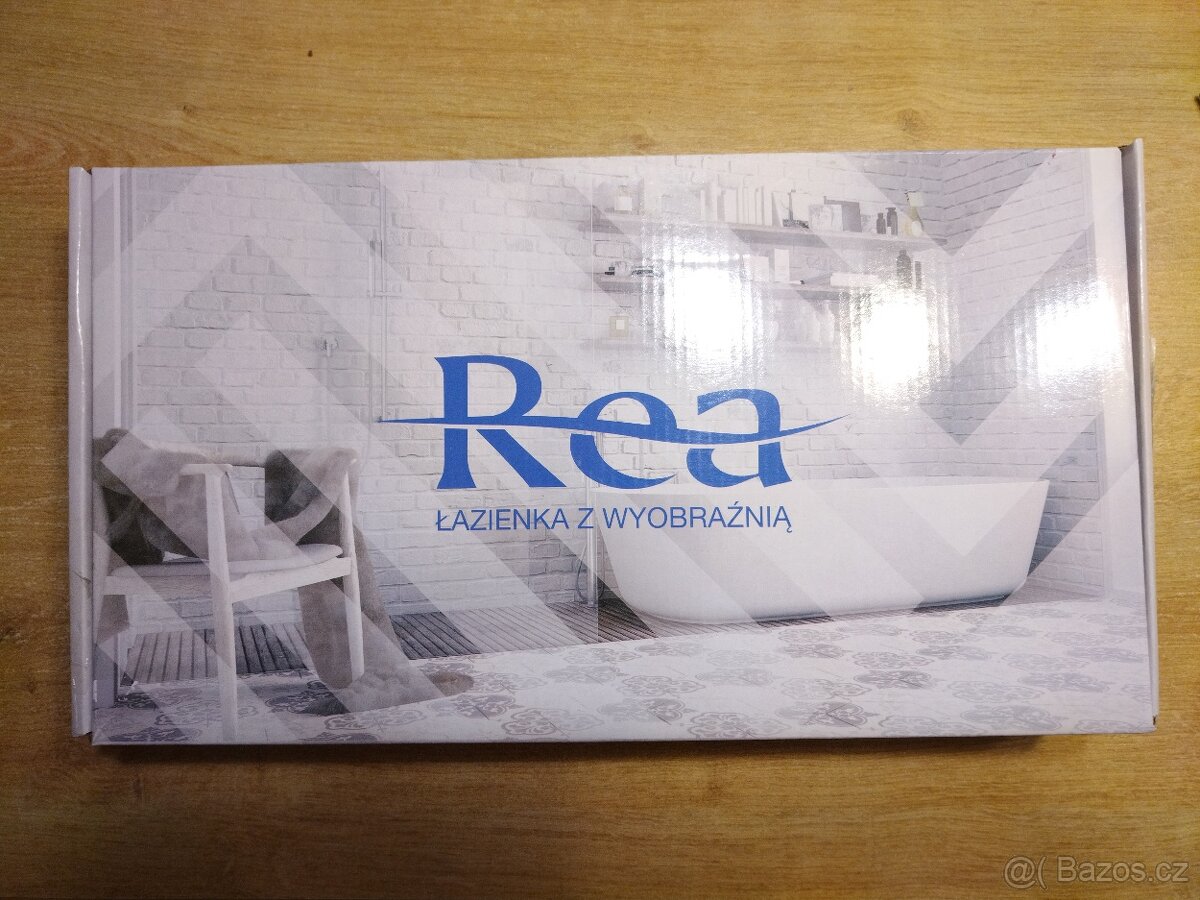 Rea
ŁAZIENKA Z WYOBRAŹNIĄ
@( Bazos.cz